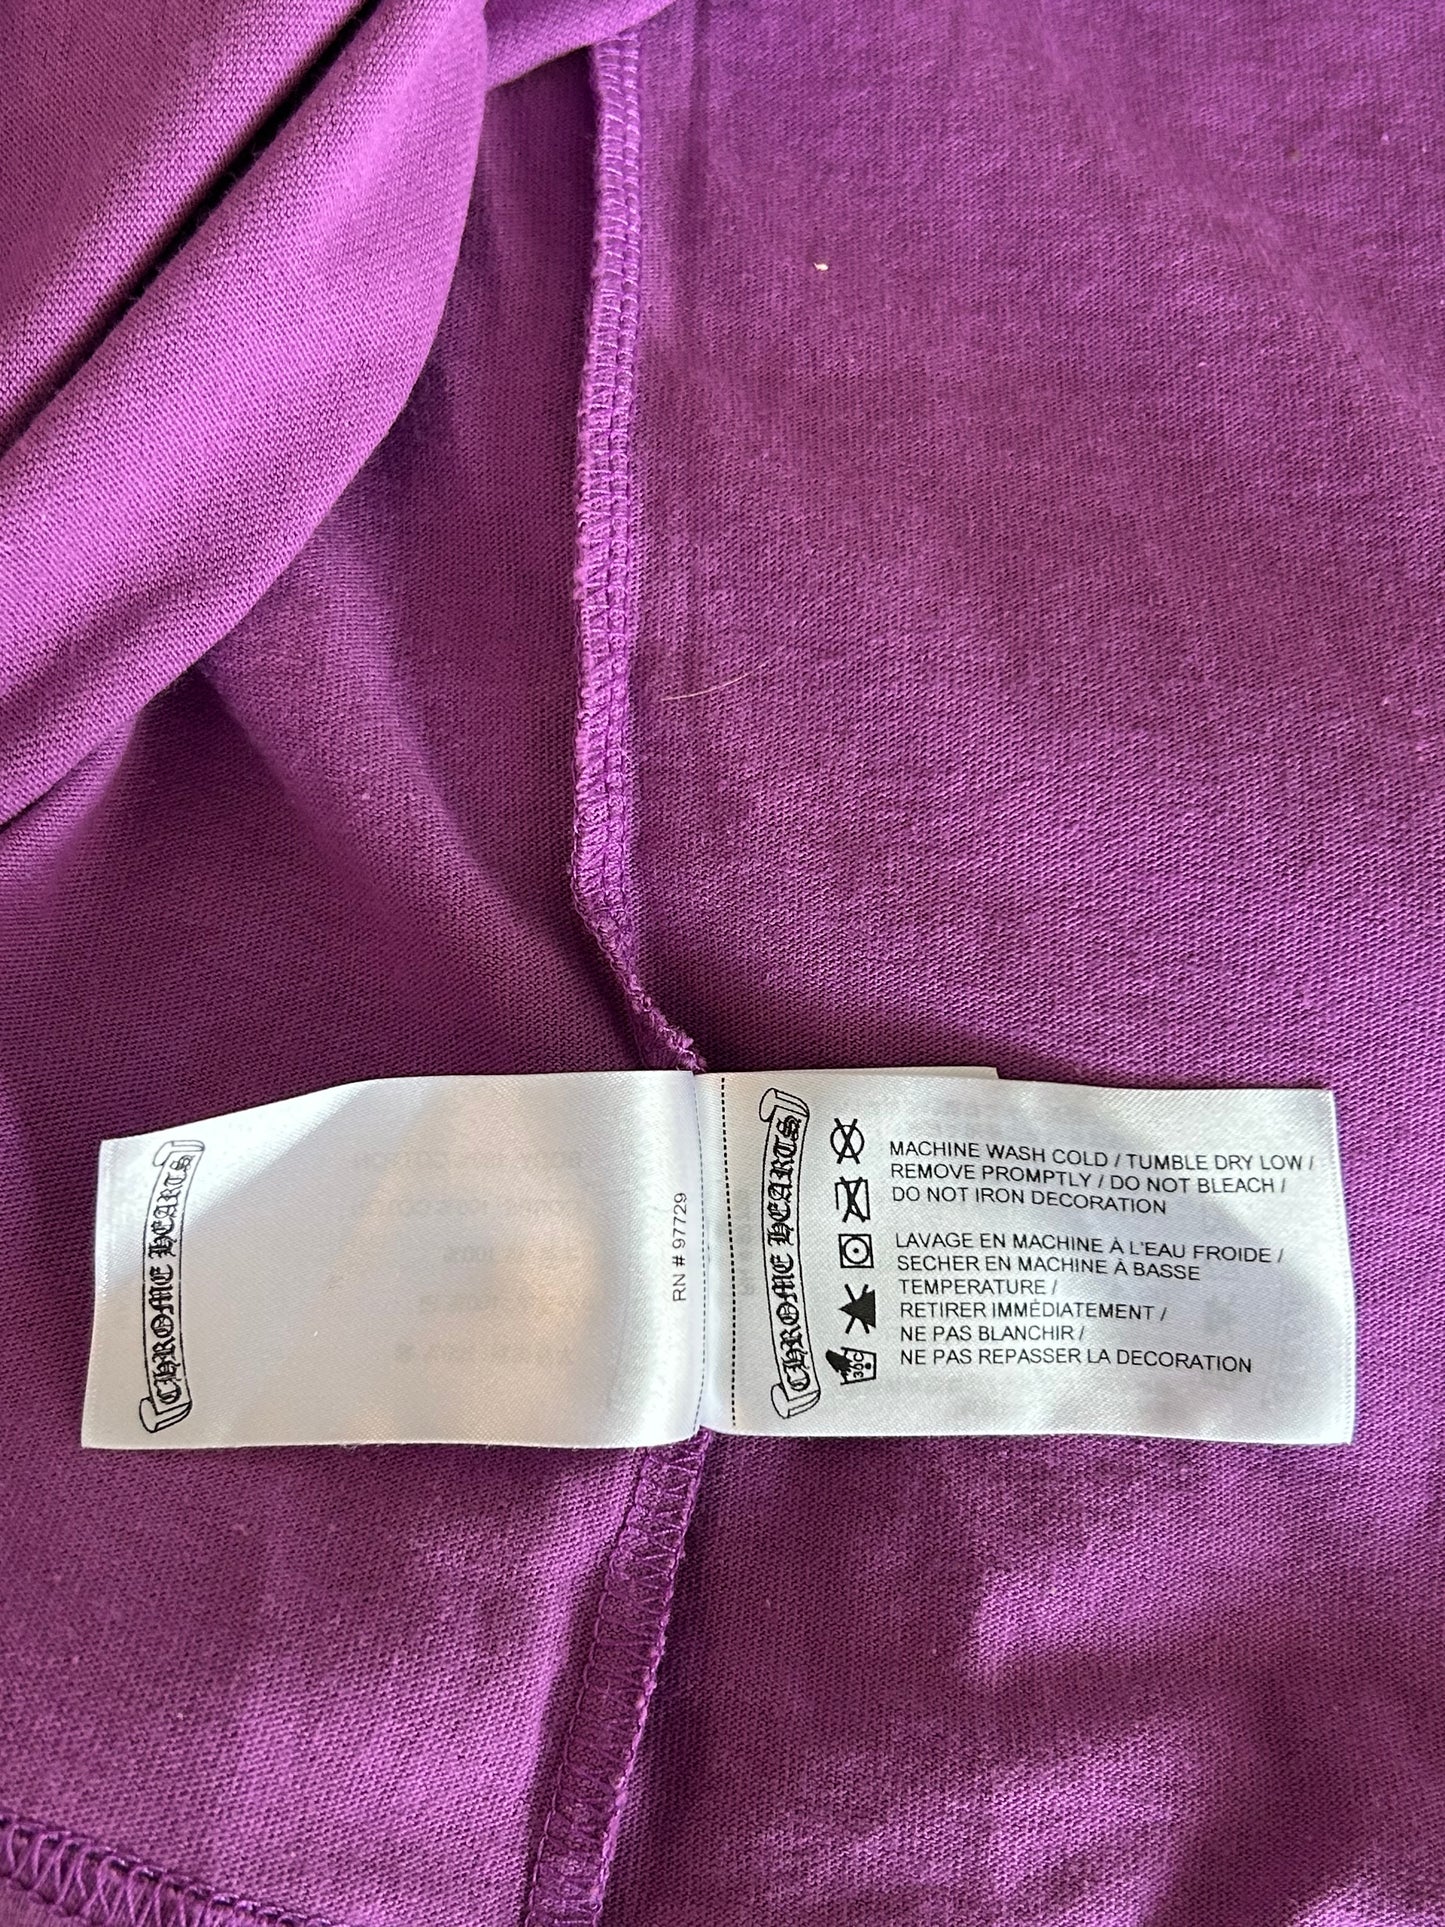 CHROME HEARTS
RN # 97729
CHROME HEARTS
MACHINE WASH COLD / TUMBLE DRY LOW /
REMOVE PROMPTLY / DO NOT BLEACH /
DO NOT IRON DECORATION
LAVAGE EN MACHINE À L'EAU FROIDE /
SECHER EN MACHINE À BASSE
TEMPERATURE /
RETIRER IMMÉDIATEMENT /
NE PAS BLANCHIR /
NE PAS REPASSER LA DECORATION
30C